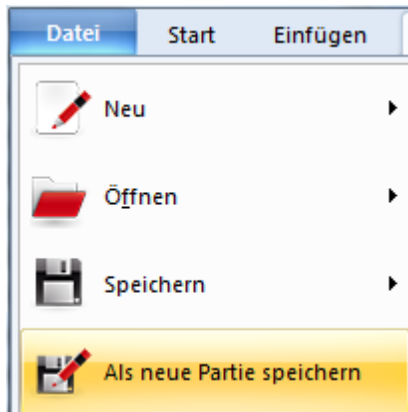 Datei Start Einfügen
Neu
Öffnen
Speichern
Als neue Partie speichern